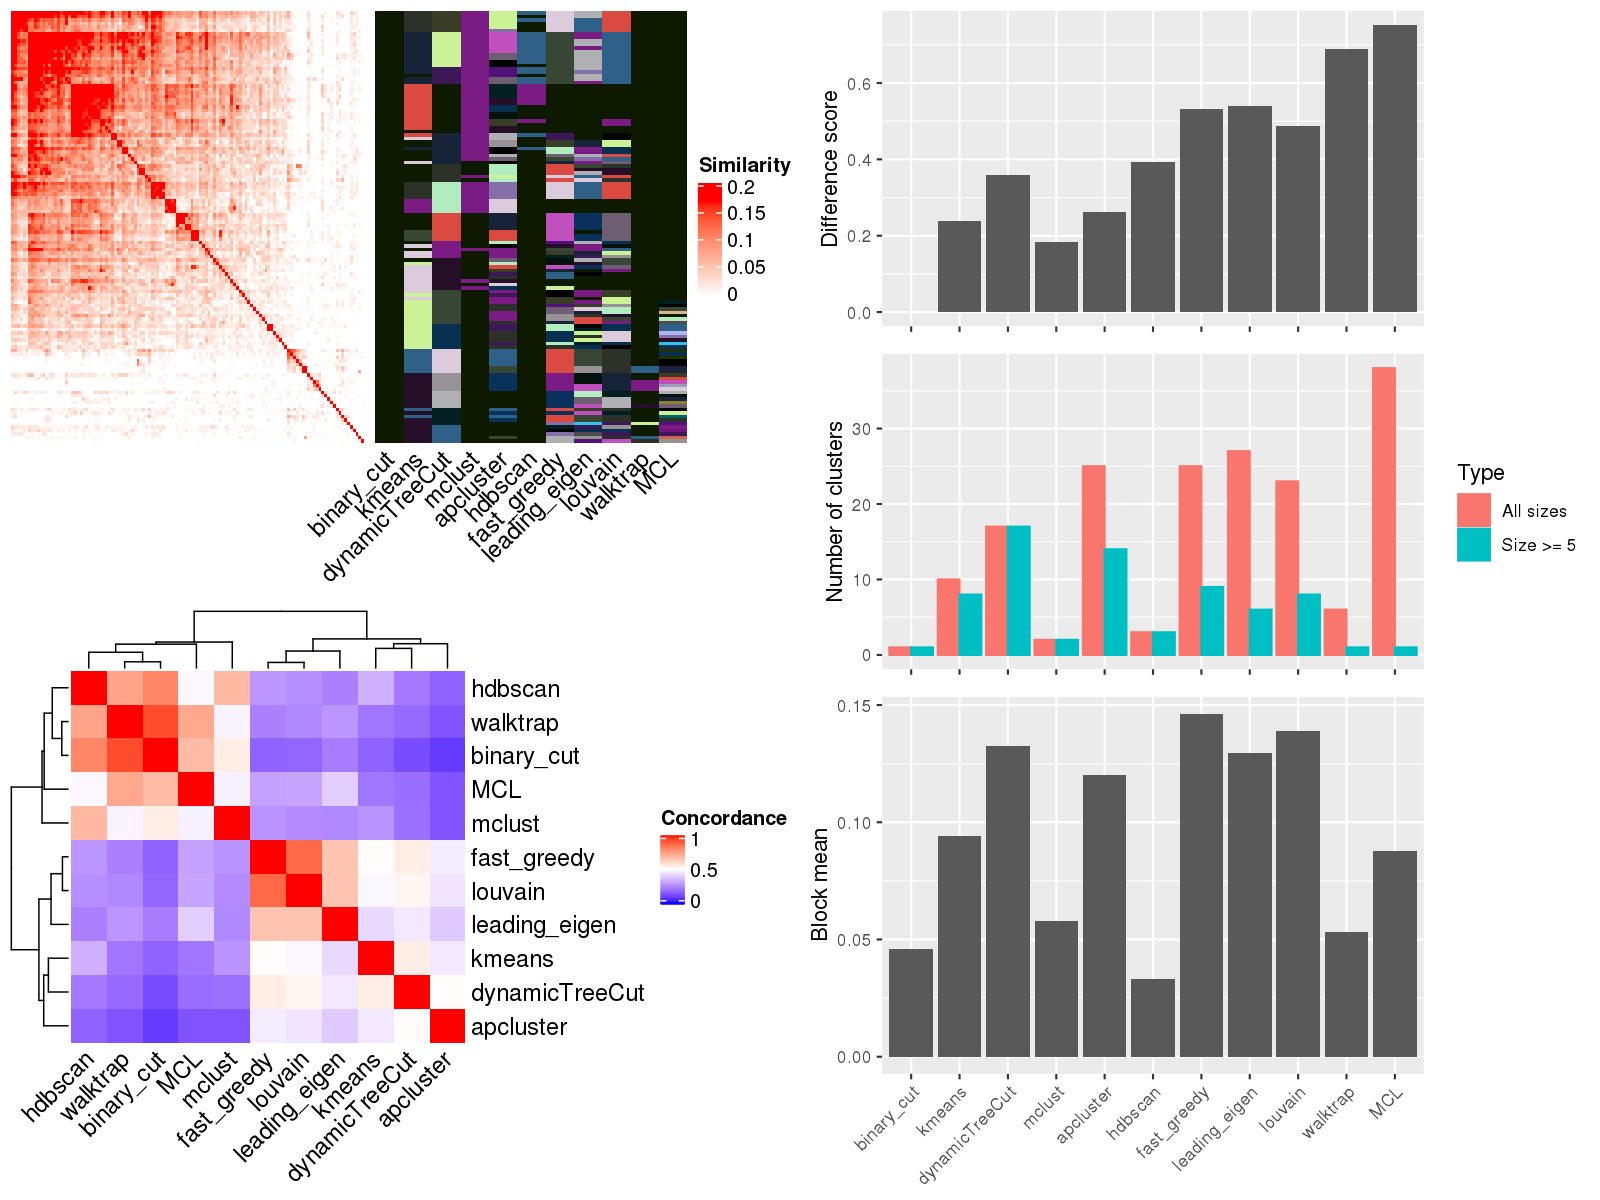 Similarity
0.2
0.15
0.1
0.05
0
binary_cut
kmeans
dynamicTreeCut
mclust
apcluster
hdbscan
fast_greedy
leading_eigen
louvain
walktrap
MCL
hdbscan
walktrap
binary_cut
MCL
mclust
fast_greedy
louvain
leading_eigen
kmeans
dynamicTreeCut
apcluster
hdbscan
walktrap
binary_cut
MCL
mclust
fast_greedy
louvain
leading_eigen
kmeans
dynamicTreeCut
apcluster
Concordance
1
0.5
0
Difference score
0.6
0.4
0.2
0.0
Number of clusters
30
20
10
0
Type
All sizes
Size >= 5
Block mean
0.15
0.10
0.05
0.00
binary_cut
kmeans
dynamicTreeCut
mclust
apcluster
hdbscan
fast_greedy
leading_eigen
louvain
walktrap
MCL